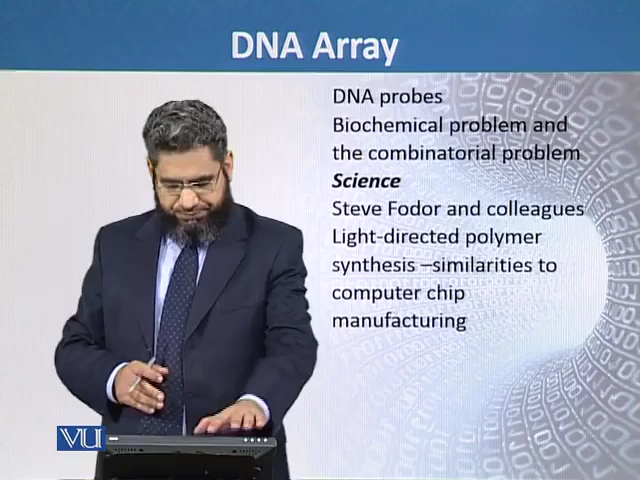 DNA Array
DNA probes
Biochemical problem and
the combinatorial problem
Science
Steve Fodor and colleagues
Light-directed polymer
synthesis –similarities to
computer chip
manufacturing
VU